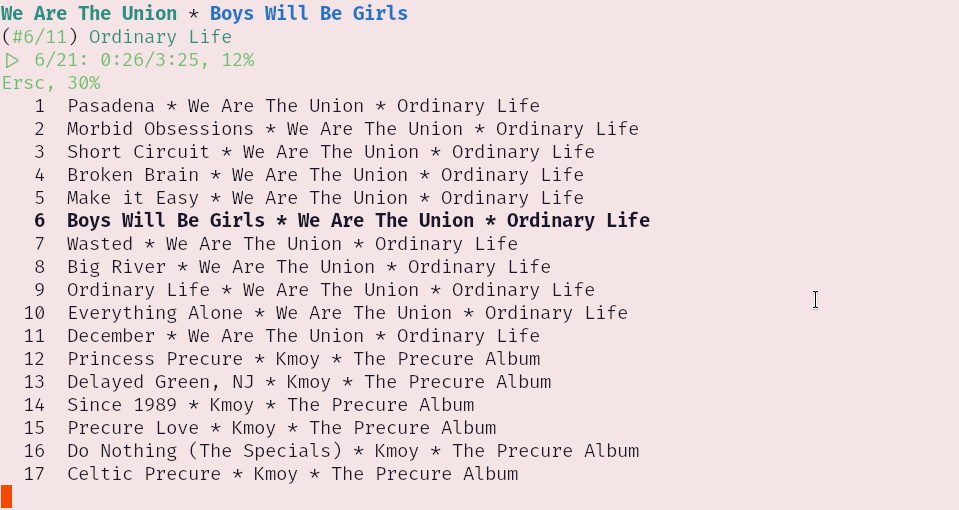 We Are The Union * Boys Will Be Girls
(#6/11) Ordinary Life
▷ 6/21: 0:26/3:25, 12%
Ersc, 30%
1 Pasadena * We Are The Union * Ordinary Life
2 Morbid Obsessions * We Are The Union * Ordinary Life
3 Short Circuit * We Are The Union * Ordinary Life
4 Broken Brain * We Are The Union * Ordinary Life
5 Make it Easy * We Are The Union * Ordinary Life
6 Boys Will Be Girls * We Are The Union * Ordinary Life
7 Wasted * We Are The Union * Ordinary Life
8 Big River * We Are The Union * Ordinary Life
9 Ordinary Life * We Are The Union * Ordinary Life
10 Everything Alone * We Are The Union * Ordinary Life
11 December * We Are The Union * Ordinary Life
12 Princess Precure * Kmoy * The Precure Album
13 Delayed Green, NJ * Kmoy * The Precure Album
14 Since 1989 * Kmoy * The Precure Album
15 Precure Love * Kmoy * The Precure Album
16 Do Nothing (The Specials) * Kmoy * The Precure Album
17 Celtic Precure * Kmoy * The Precure Album